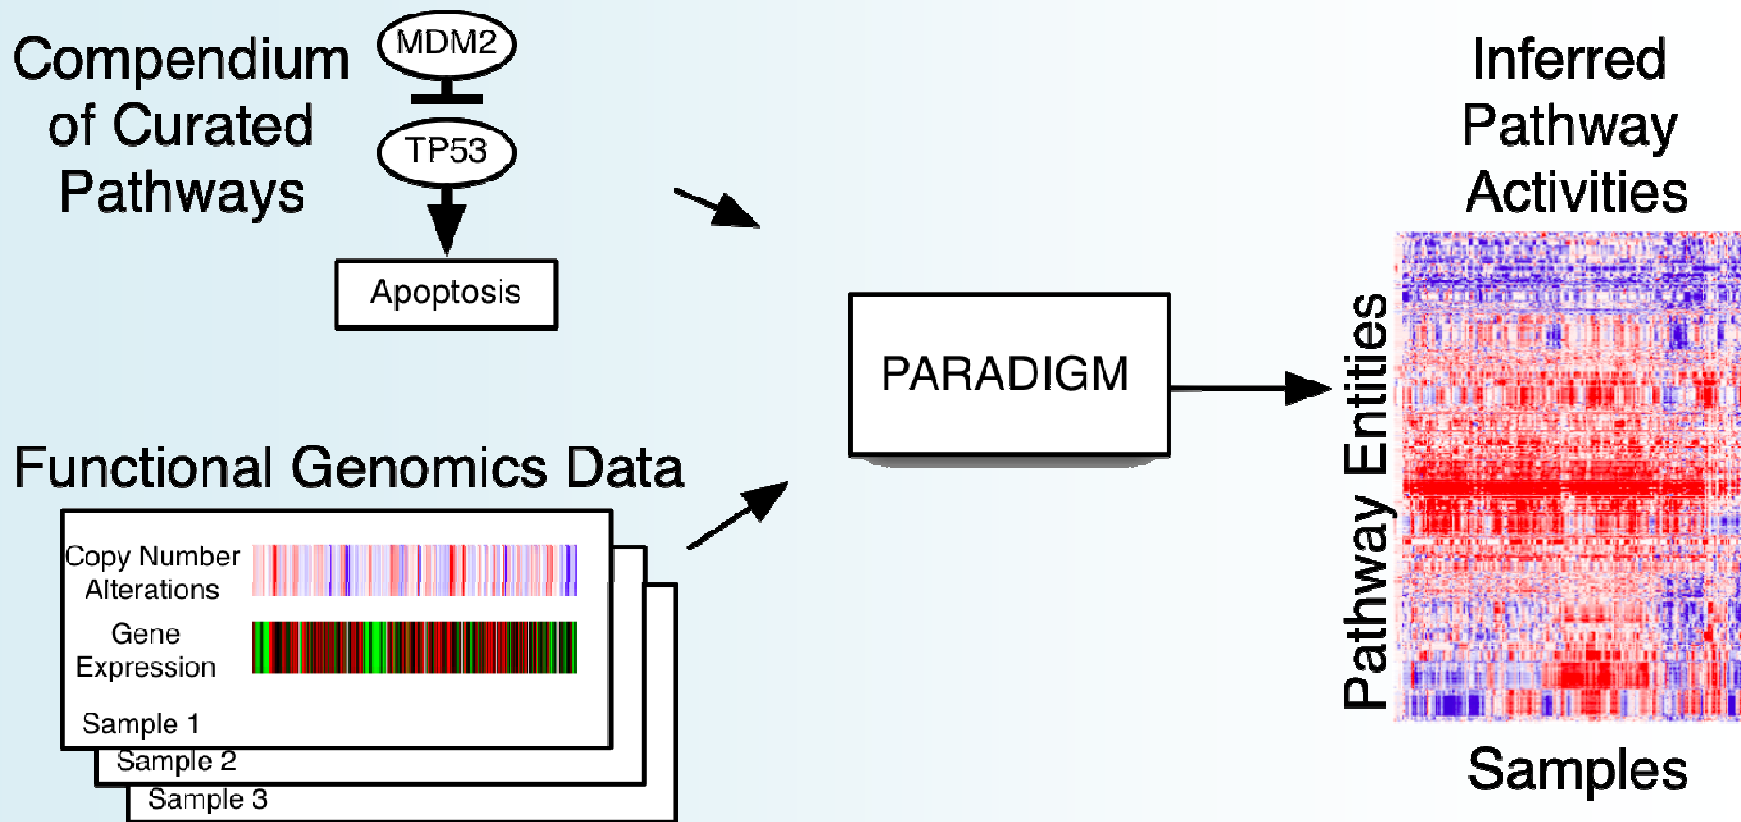 Compendium
of Curated
Pathways
MDM2
TP53
Apoptosis
Functional Genomics Data
Copy Number
Alterations
Gene
Expression
Sample 1
Sample 2
Sample 3
PARADIGM
Inferred
Pathway
Activities
Pathway Entities
Samples